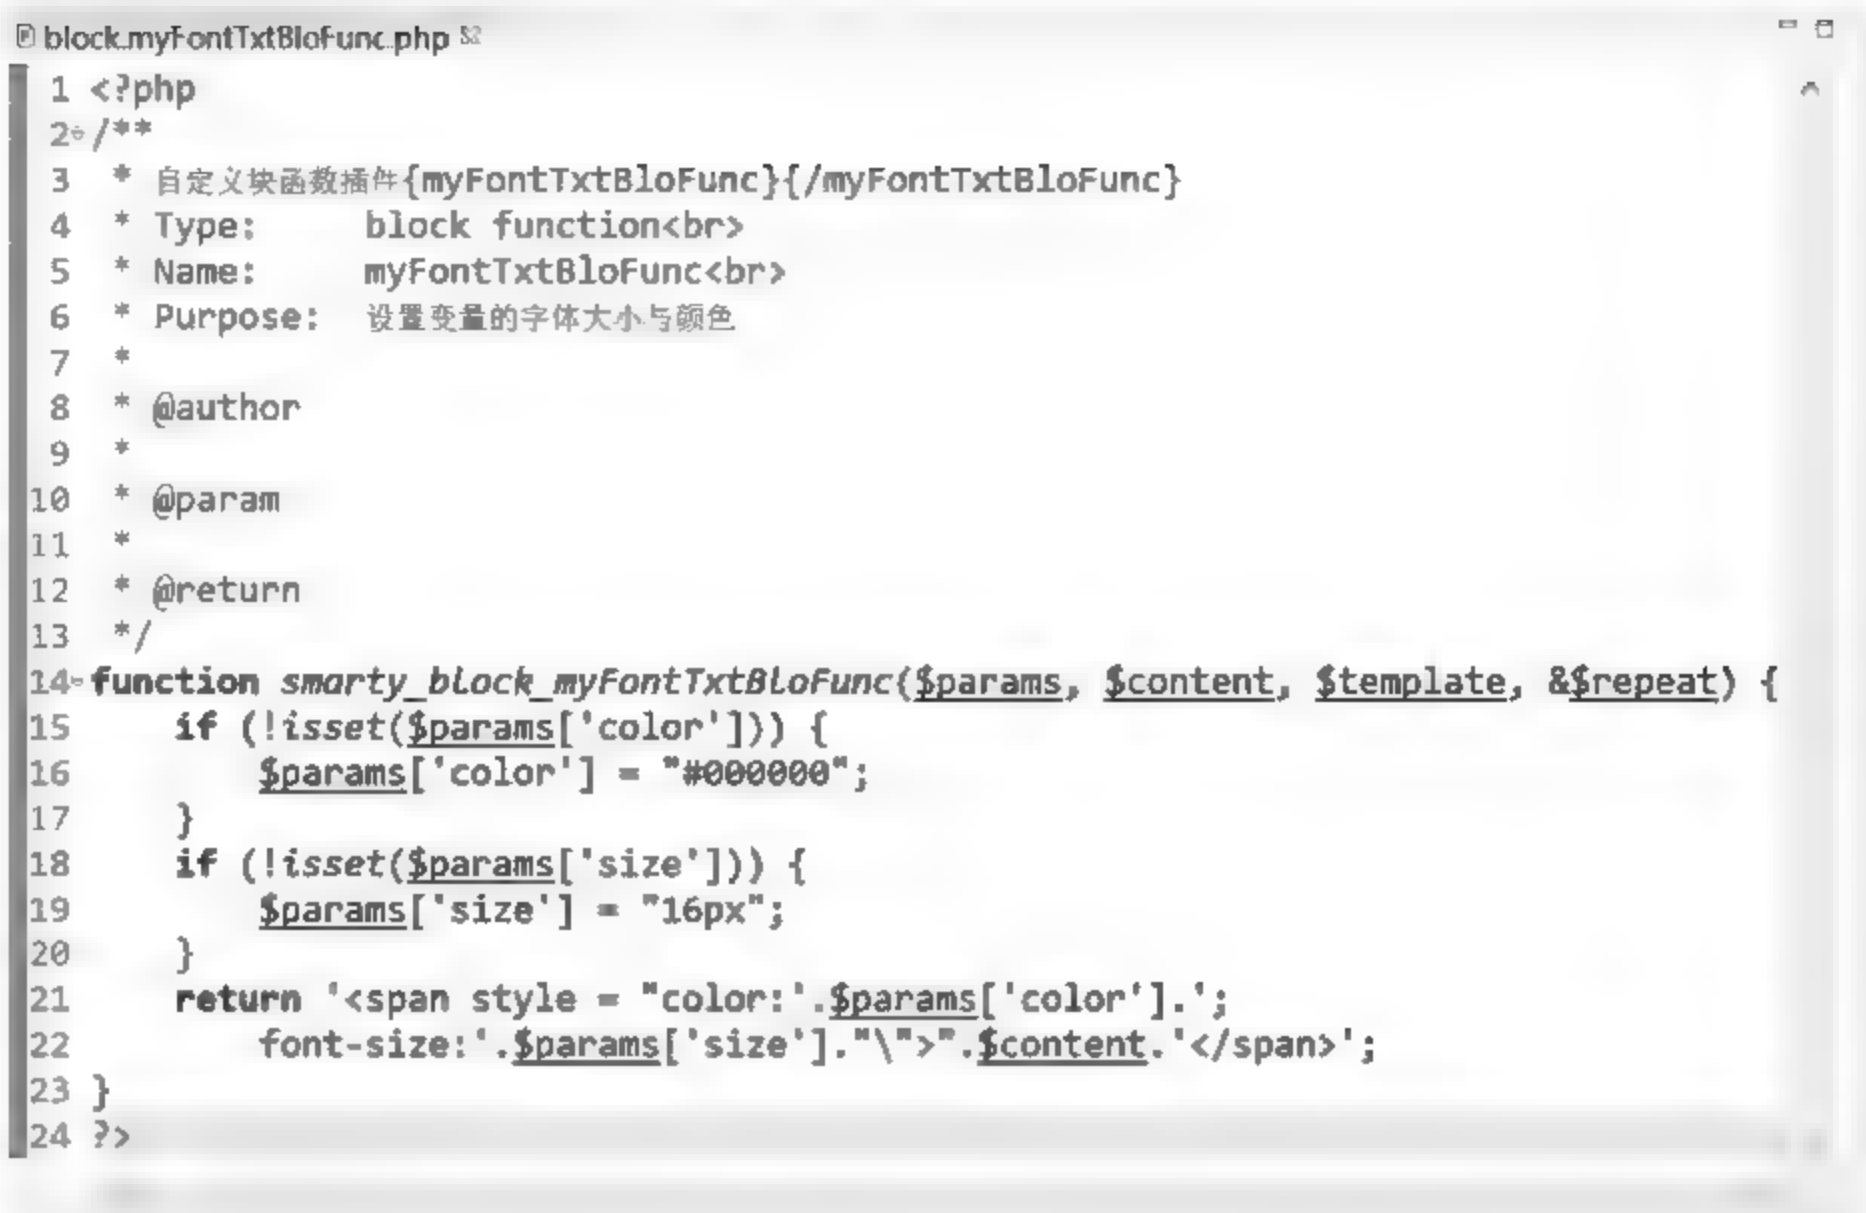 block.myFontTxtBloFunc.php
1 <?php
2 /**
3  * 自定义块函数插件{myFontTxtBloFunc}{/myFontTxtBloFunc}
4  * Type:     block function<br>
5  * Name:     myFontTxtBloFunc<br>
6  * Purpose:  设置变量的字体大小与颜色
7  *
8  * @author
9  *
10  * @param
11  *
12  * @return
13  */
14 function smarty_block_myFontTxtBloFunc($params, $content, $template, &$repeat) {
15     if (!isset($params['color'])) {
16         $params['color'] = "#000000";
17     }
18     if (!isset($params['size'])) {
19         $params['size'] = "16px";
20     }
21     return '<span style = "color:'.$params['color'].';
22         font-size:'.$params['size']."\">".$content.'</span>';
23 }
24 ?>